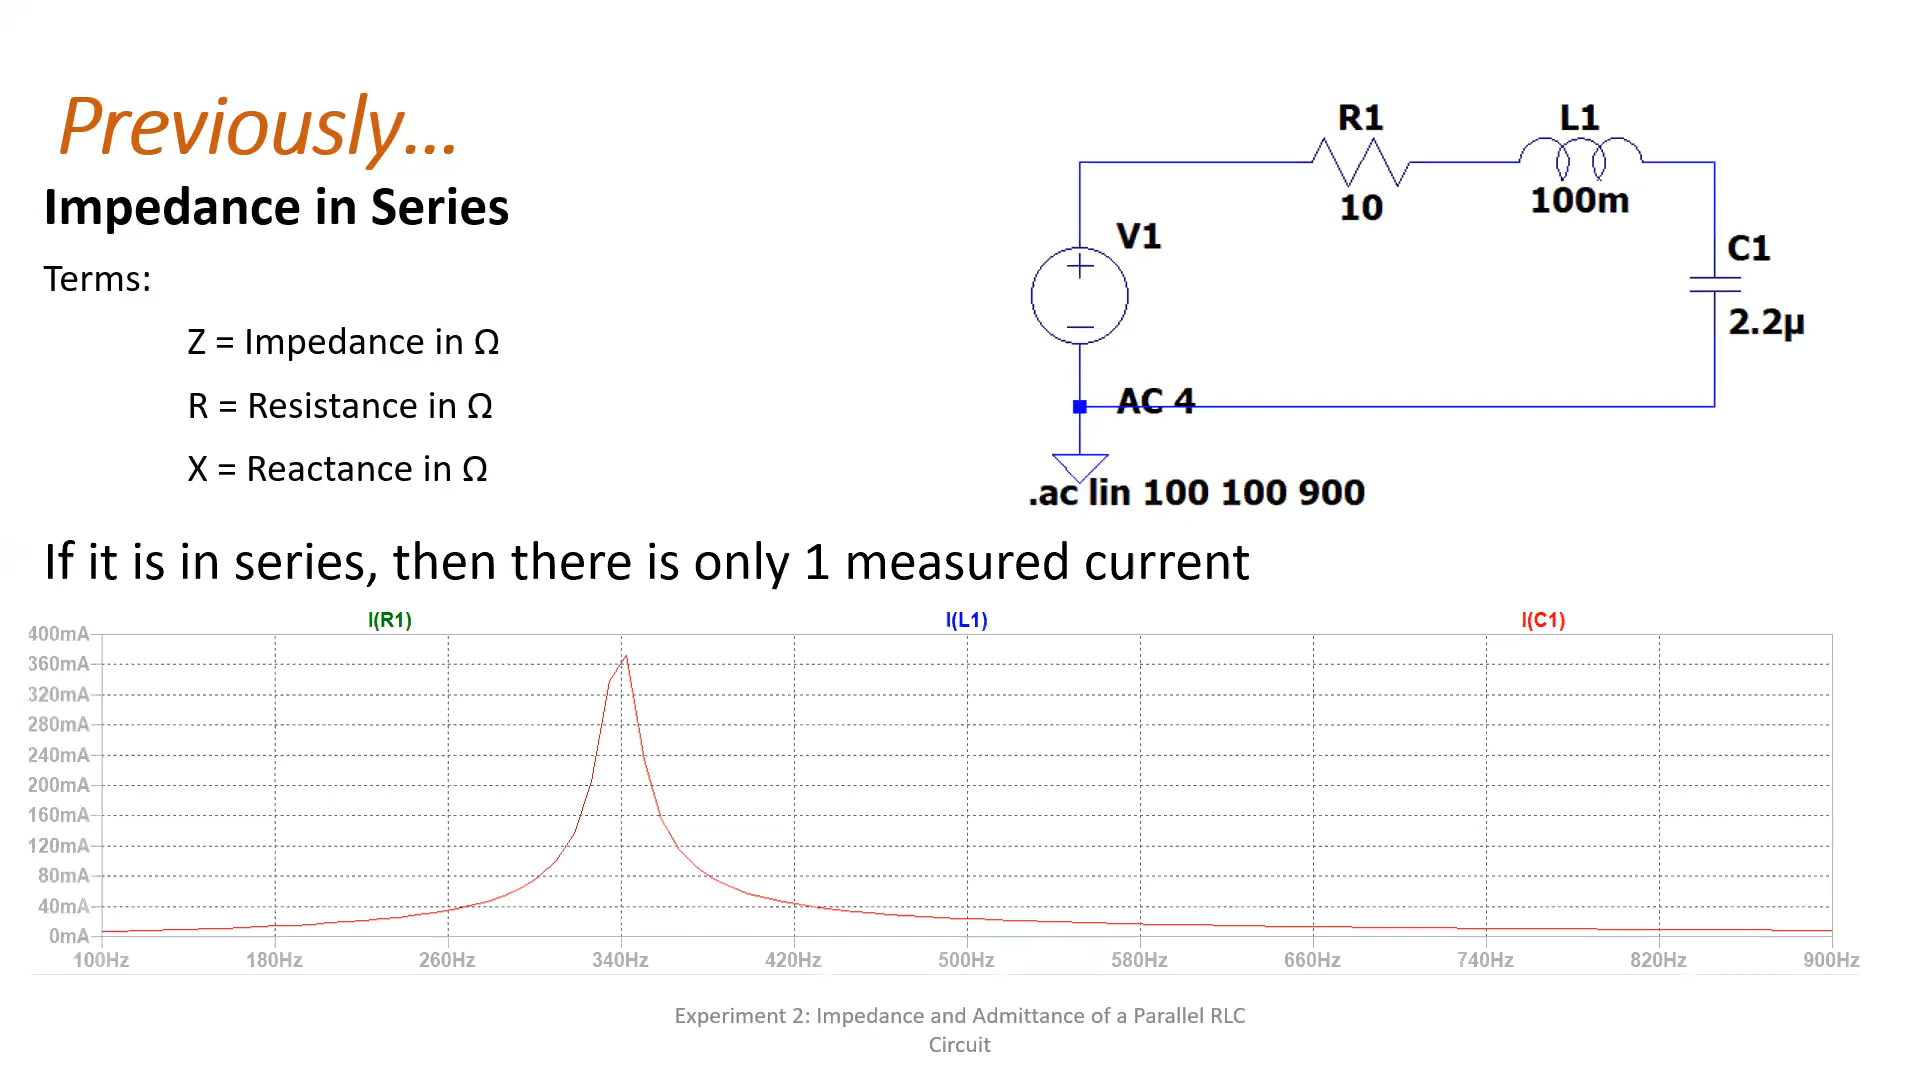 Previously...
Impedance in Series
Terms:
Z = Impedance in Ω
R = Resistance in Ω
X = Reactance in Ω
R1
10
L1
100m
V1
C1
2.2µ
AC 4
.ac lin 100 100 900
If it is in series, then there is only 1 measured current
I(R1) I(L1) I(C1)
400mA
360mA
320mA
280mA
240mA
200mA
160mA
120mA
80mA
40mA
0mA
100Hz 180Hz 260Hz 340Hz 420Hz 500Hz 580Hz 660Hz 740Hz 820Hz 900Hz
Experiment 2: Impedance and Admittance of a Parallel RLC
Circuit